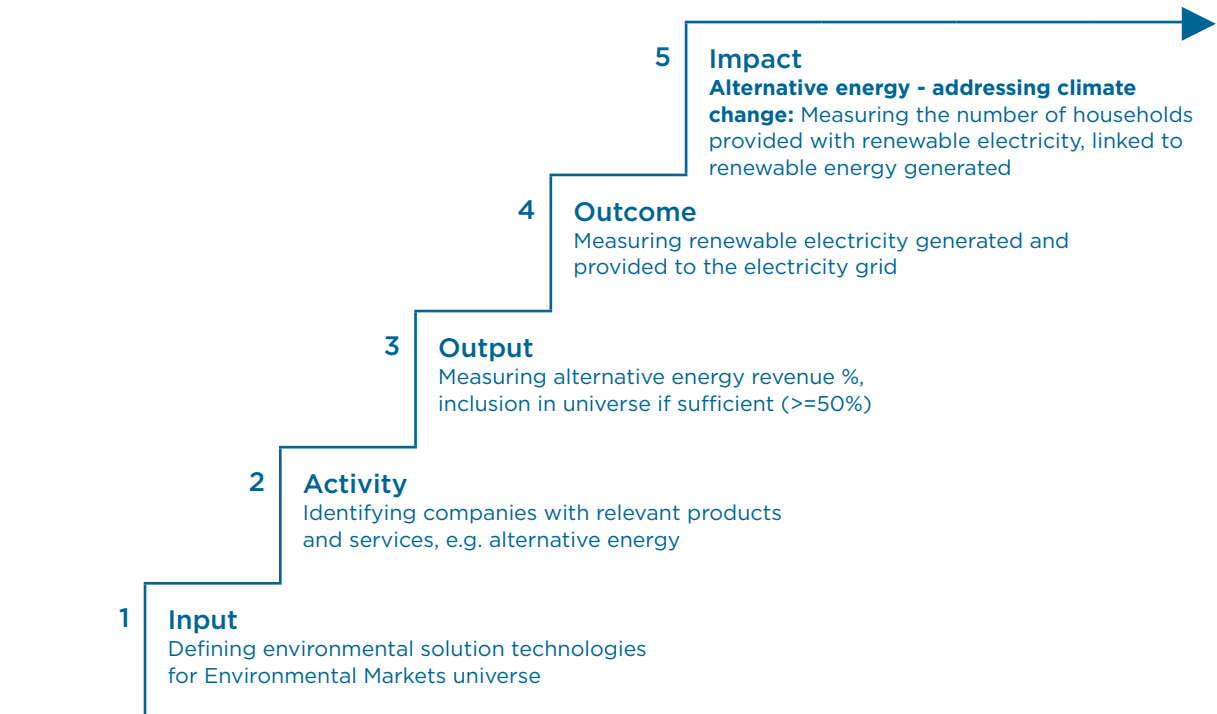 5
Impact
Alternative energy - addressing climate
change: Measuring the number of households
provided with renewable electricity, linked to
renewable energy generated
4
Outcome
Measuring renewable electricity generated and
provided to the electricity grid
3
Output
Measuring alternative energy revenue %,
inclusion in universe if sufficient (>=50%)
2
Activity
Identifying companies with relevant products
and services, e.g. alternative energy
1
Input
Defining environmental solution technologies
for Environmental Markets universe